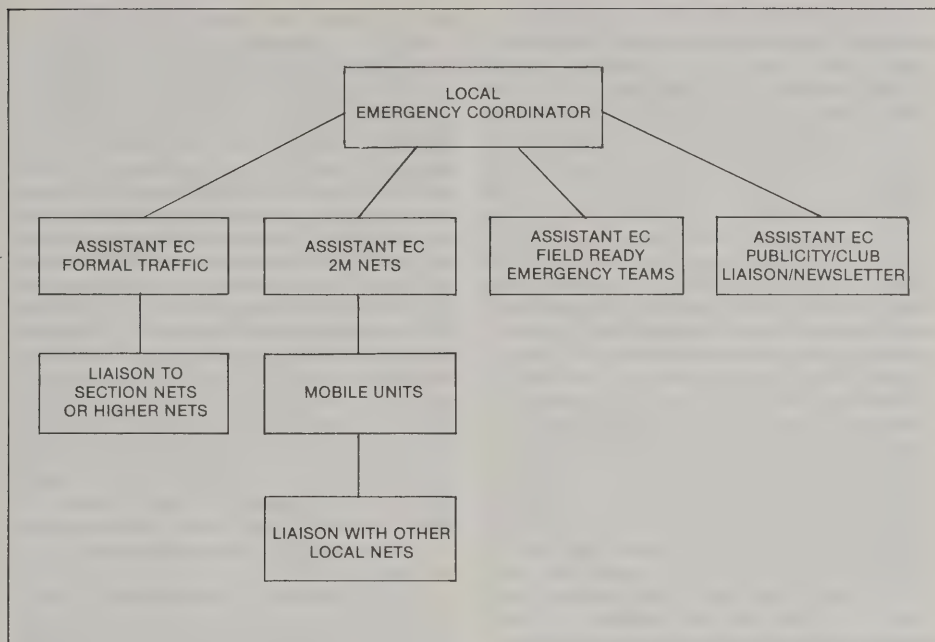 LOCAL
EMERGENCY COORDINATOR
ASSISTANT EC
FORMAL TRAFFIC
ASSISTANT EC
2M NETS
ASSISTANT EC
FIELD READY
EMERGENCY TEAMS
ASSISTANT EC
PUBLICITY/CLUB
LIAISON/NEWSLETTER
LIAISON TO
SECTION NETS
OR HIGHER NETS
MOBILE UNITS
LIAISON WITH OTHER
LOCAL NETS